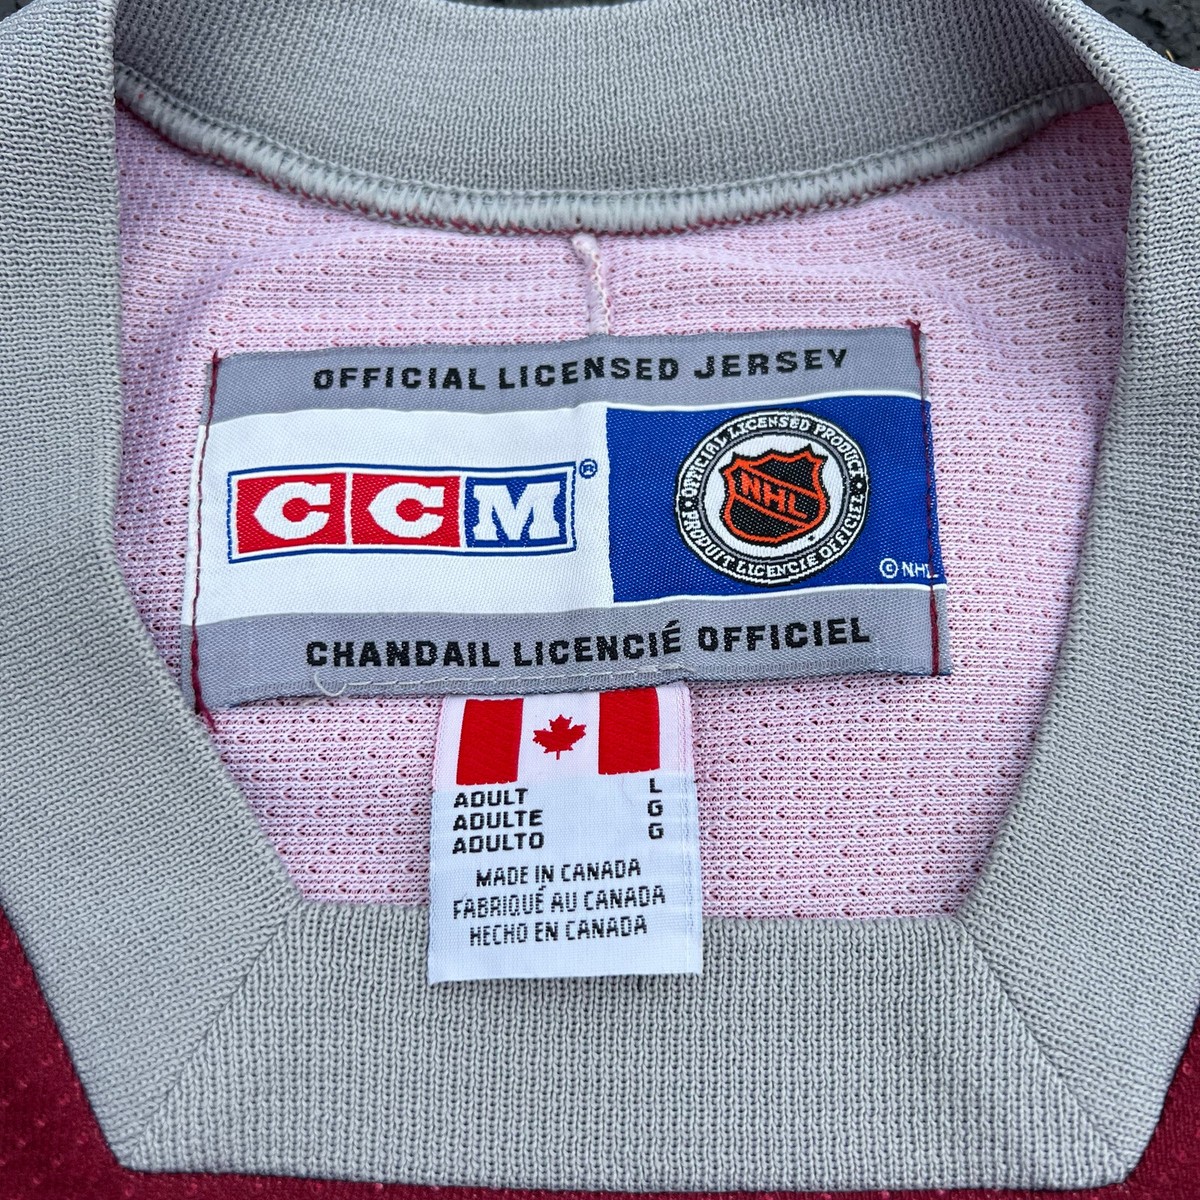 OFFICIAL LICENSED JERSEY
CCM®
OFFICIAL LICENSED PRODUCT
NHL
PRODUIT LICENCIE OFFICIEL
© NHL
CHANDAIL LICENCIÉ OFFICIEL
ADULT L
ADULTE G
ADULTO G
MADE IN CANADA
FABRIQUÉ AU CANADA
HECHO EN CANADA